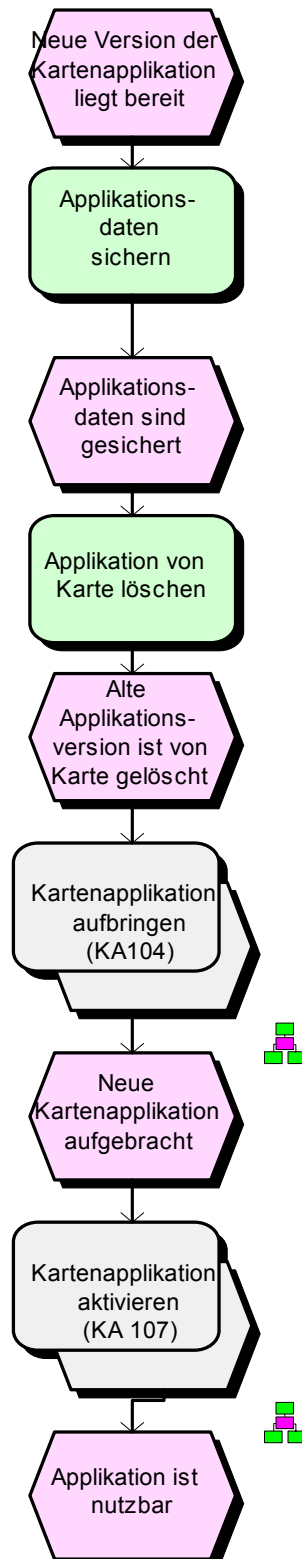 Neue Version der
Kartenapplikation
liegt bereit
Applikations-
daten
sichern
Applikations-
daten sind
gesichert
Applikation von
Karte löschen
Alte
Applikations-
version ist von
Karte gelöscht
Kartenapplikation
aufbringen
(KA104)
Neue
Kartenapplikation
aufgebracht
Kartenapplikation
aktivieren
(KA 107)
Applikation ist
nutzbar